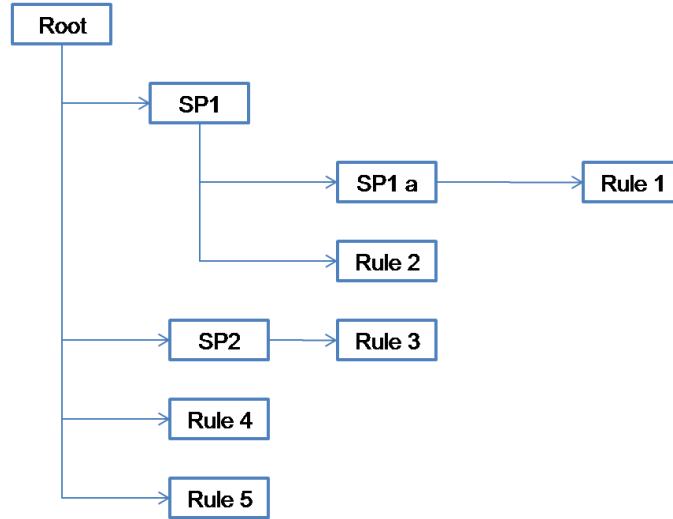 Root
SP1
SP1 a
Rule 1
Rule 2
SP2
Rule 3
Rule 4
Rule 5